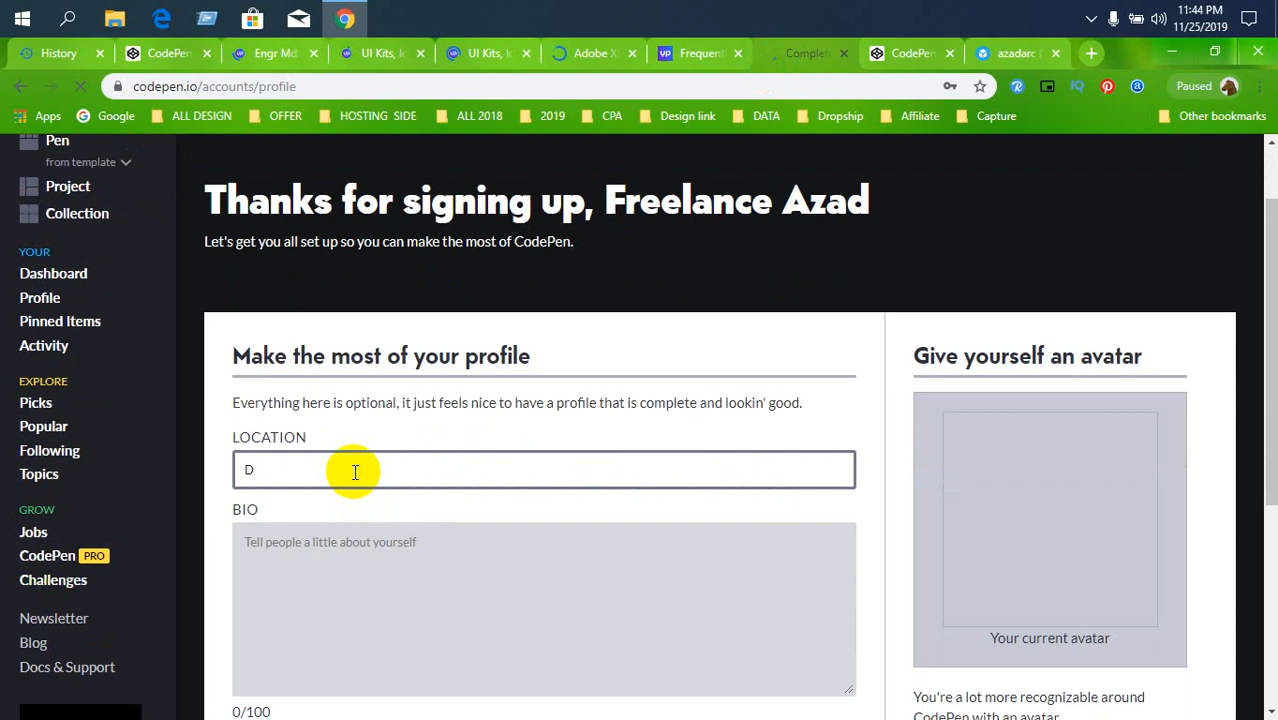 11:44 PM
11/25/2019
History
CodePen
Engr Md
UI Kits, Ic
UI Kits, Ic
Adobe X
Frequent
Complet
CodePen
azadarc (
codepen.io/accounts/profile
Paused
Apps
Google
ALL DESIGN
OFFER
HOSTING SIDE
ALL 2018
2019
CPA
Design link
DATA
Dropship
Affiliate
Capture
Other bookmarks
Pen
from template
Project
Collection
YOUR
Dashboard
Profile
Pinned Items
Activity
EXPLORE
Picks
Popular
Following
Topics
GROW
Jobs
CodePen PRO
Challenges
Newsletter
Blog
Docs & Support
Thanks for signing up, Freelance Azad
Let's get you all set up so you can make the most of CodePen.
Make the most of your profile
Everything here is optional, it just feels nice to have a profile that is complete and lookin' good.
LOCATION
D
BIO
Tell people a little about yourself
0/100
Give yourself an avatar
Your current avatar
You're a lot more recognizable around
CodePen with an avatar